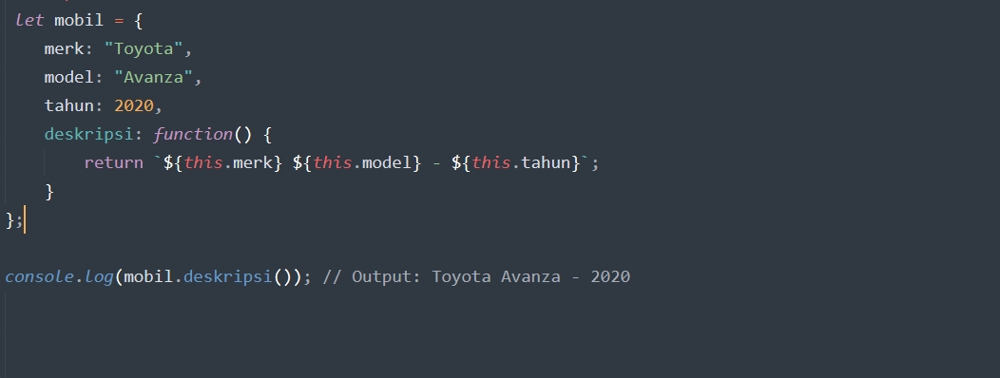 let mobil = {
merk: "Toyota",
model: "Avanza",
tahun: 2020,
deskripsi: function() {
return `${this.merk} ${this.model} - ${this.tahun}`;
}
};
console.log(mobil.deskripsi()); // Output: Toyota Avanza - 2020